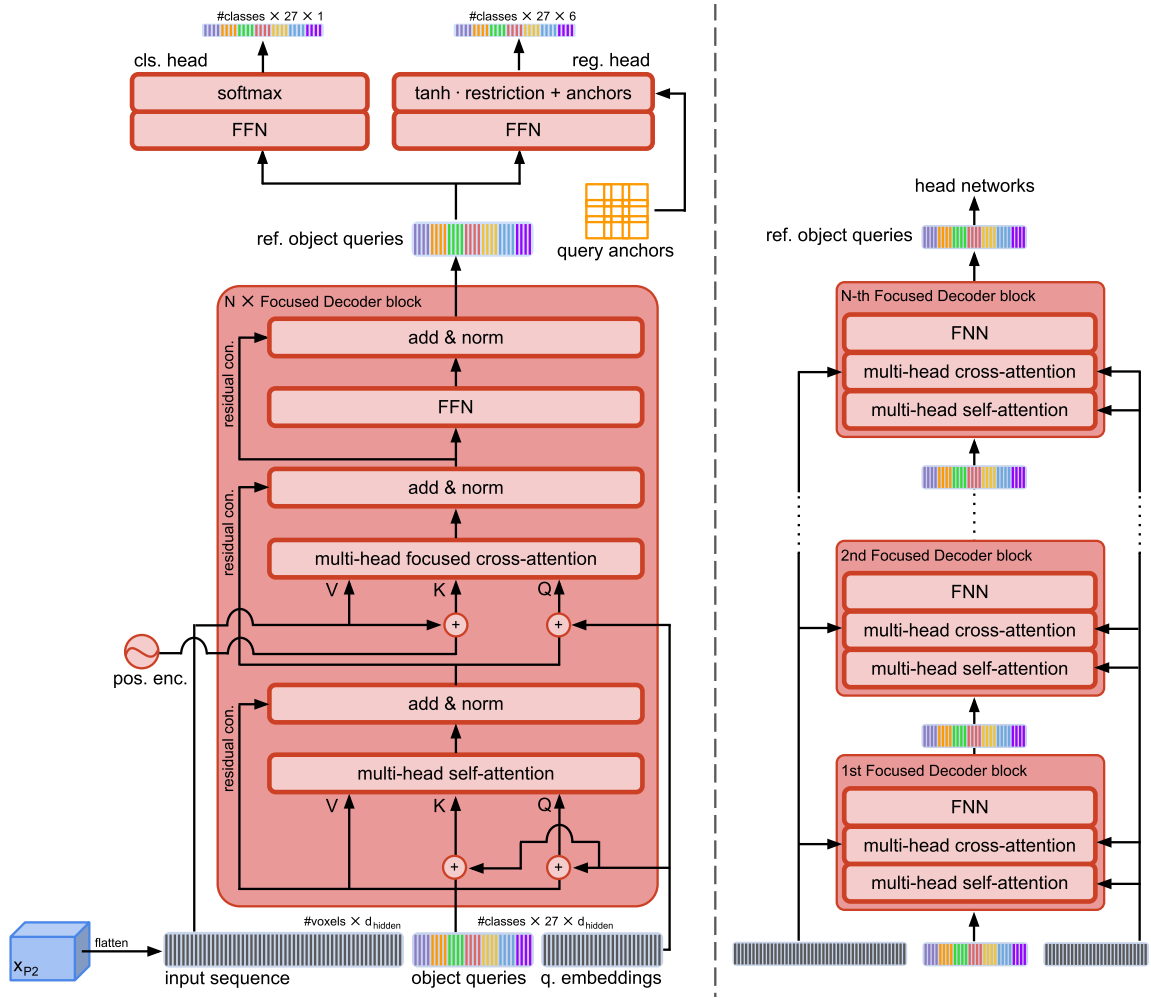 #classes × 27 × 1
#classes × 27 × 6
cls. head
reg. head
softmax
tanh · restriction + anchors
FFN
FFN
ref. object queries
query anchors
N × Focused Decoder block
add & norm
residual con.
FFN
add & norm
residual con.
multi-head focused cross-attention
V
K
Q
+
+
pos. enc.
add & norm
residual con.
multi-head self-attention
V
K
Q
+
+
#voxels × dhidden
#classes × 27 × dhidden
xP2
flatten
input sequence
object queries
q. embeddings
head networks
ref. object queries
N-th Focused Decoder block
FNN
multi-head cross-attention
multi-head self-attention
2nd Focused Decoder block
FNN
multi-head cross-attention
multi-head self-attention
1st Focused Decoder block
FNN
multi-head cross-attention
multi-head self-attention